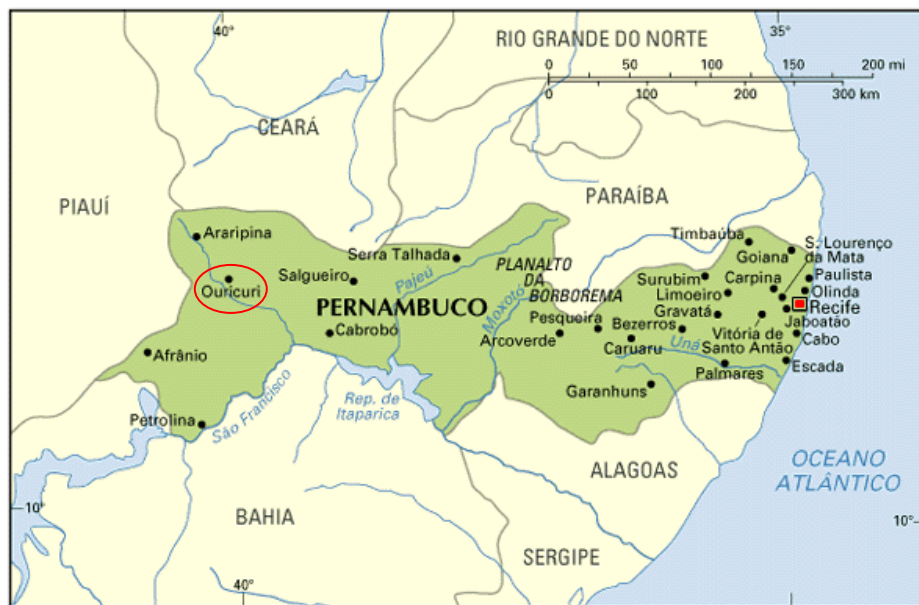 40°
35°
RIO GRANDE DO NORTE
0 50 100 150 200 mi
0 100 200 300 km
CEARÁ
PIAUÍ
PARAÍBA
Araripina
Timbaúba
Goiana
S. Lourenço
da Mata
Serra Talhada
Pajeú
PLANALTO
DA
BORBOREMA
Salgueiro
Surubim
Carpina
Paulista
Ouricuri
Limoeiro
Olinda
PERNAMBUCO
Moxotó
Gravatá
Recife
Pesqueira
Bezerros
Jaboatão
Cabrobó
Arcoverde
Caruaru
Uná
Vitória de
Santo Antão
Cabo
Afrânio
Palmares
Escada
Rep. de
Itaparica
Garanhuns
Petrolina
São Francisco
ALAGOAS
OCEANO
ATLÂNTICO
10°
BAHIA
10°
SERGIPE
40°